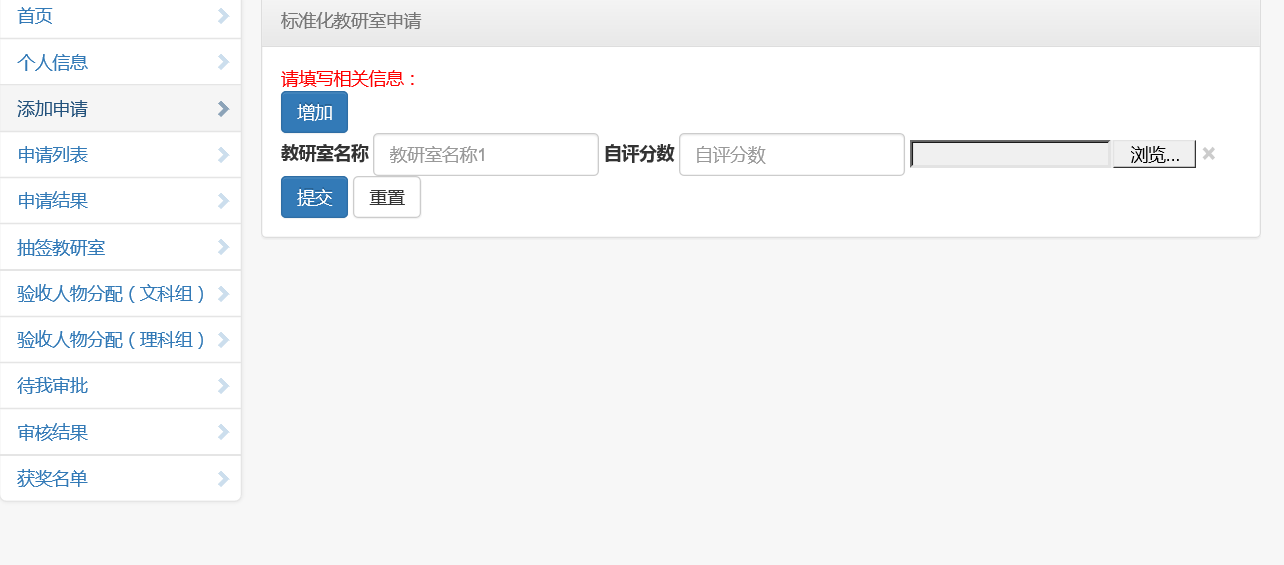 首页
个人信息
添加申请
申请列表
申请结果
抽签教研室
验收人物分配（文科组）
验收人物分配（理科组）
待我审批
审核结果
获奖名单
标准化教研室申请
请填写相关信息：
增加
教研室名称 教研室名称1 自评分数 自评分数 浏览... ×
提交 重置